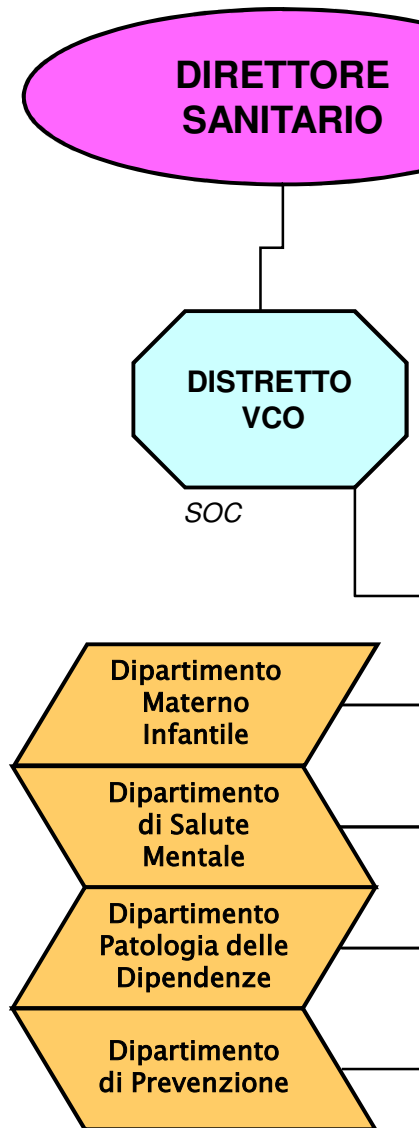 DIRETTORE
SANITARIO
DISTRETTO
VCO
SOC
Dipartimento
Materno
Infantile
Dipartimento
di Salute
Mentale
Dipartimento
Patologia delle
Dipendenze
Dipartimento
di Prevenzione